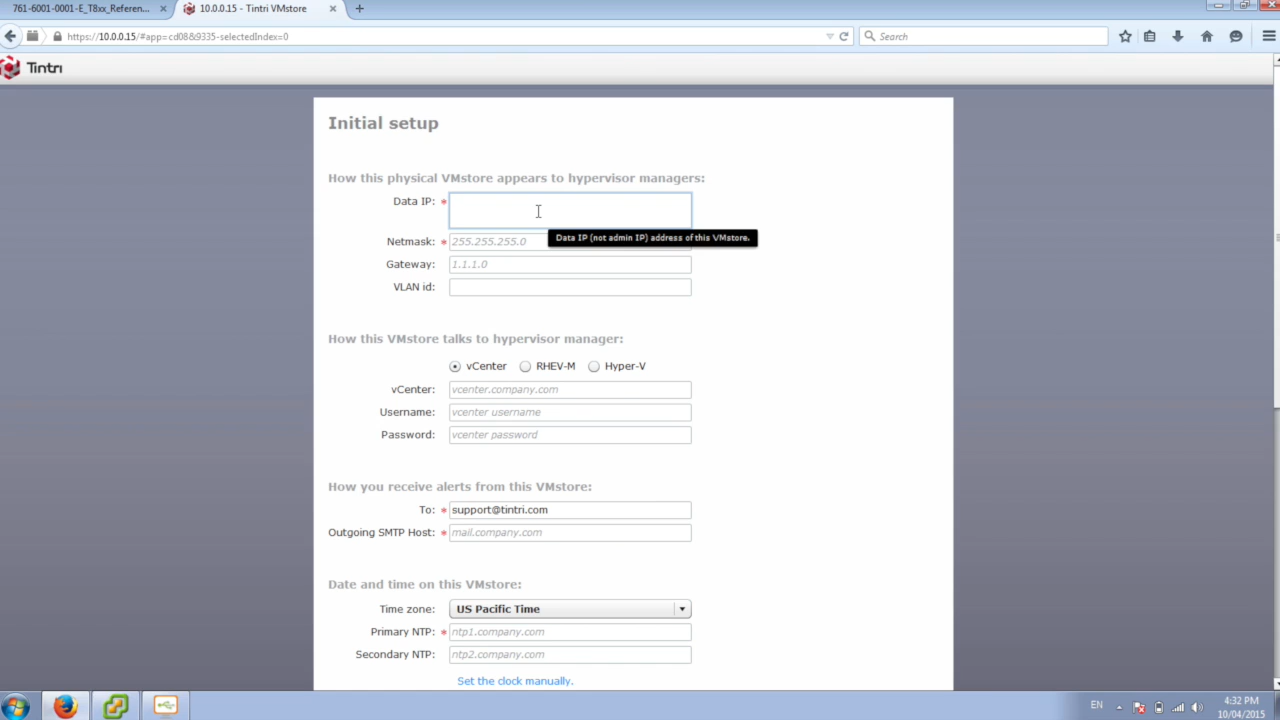 761-6001-0001-E_T8xx_Referen...
10.0.0.15 - Tintri VMstore
https://10.0.0.15/#app=cd08&9335-selectedIndex=0
Search
Tintri
Initial setup
How this physical VMstore appears to hypervisor managers:
Data IP: *
Data IP (not admin IP) address of this VMstore.
Netmask: * 255.255.255.0
Gateway: 1.1.1.0
VLAN id:
How this VMstore talks to hypervisor manager:
vCenter RHEV-M Hyper-V
vCenter: vcenter.company.com
Username: vcenter username
Password: vcenter password
How you receive alerts from this VMstore:
To: * support@tintri.com
Outgoing SMTP Host: * mail.company.com
Date and time on this VMstore:
Time zone: US Pacific Time
Primary NTP: * ntp1.company.com
Secondary NTP: ntp2.company.com
Set the clock manually.
EN
4:32 PM
10/04/2015